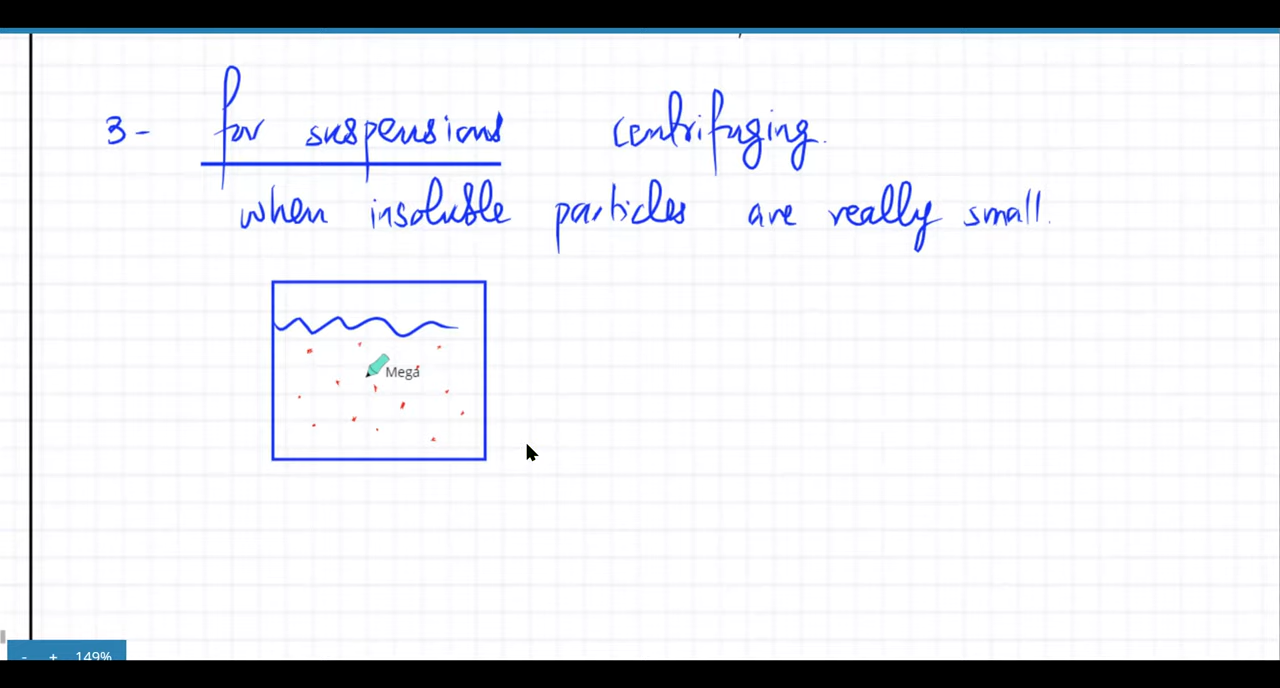 3- for suspensions centrifuging.
when insoluble particles are really small.
Mega
- + 149%